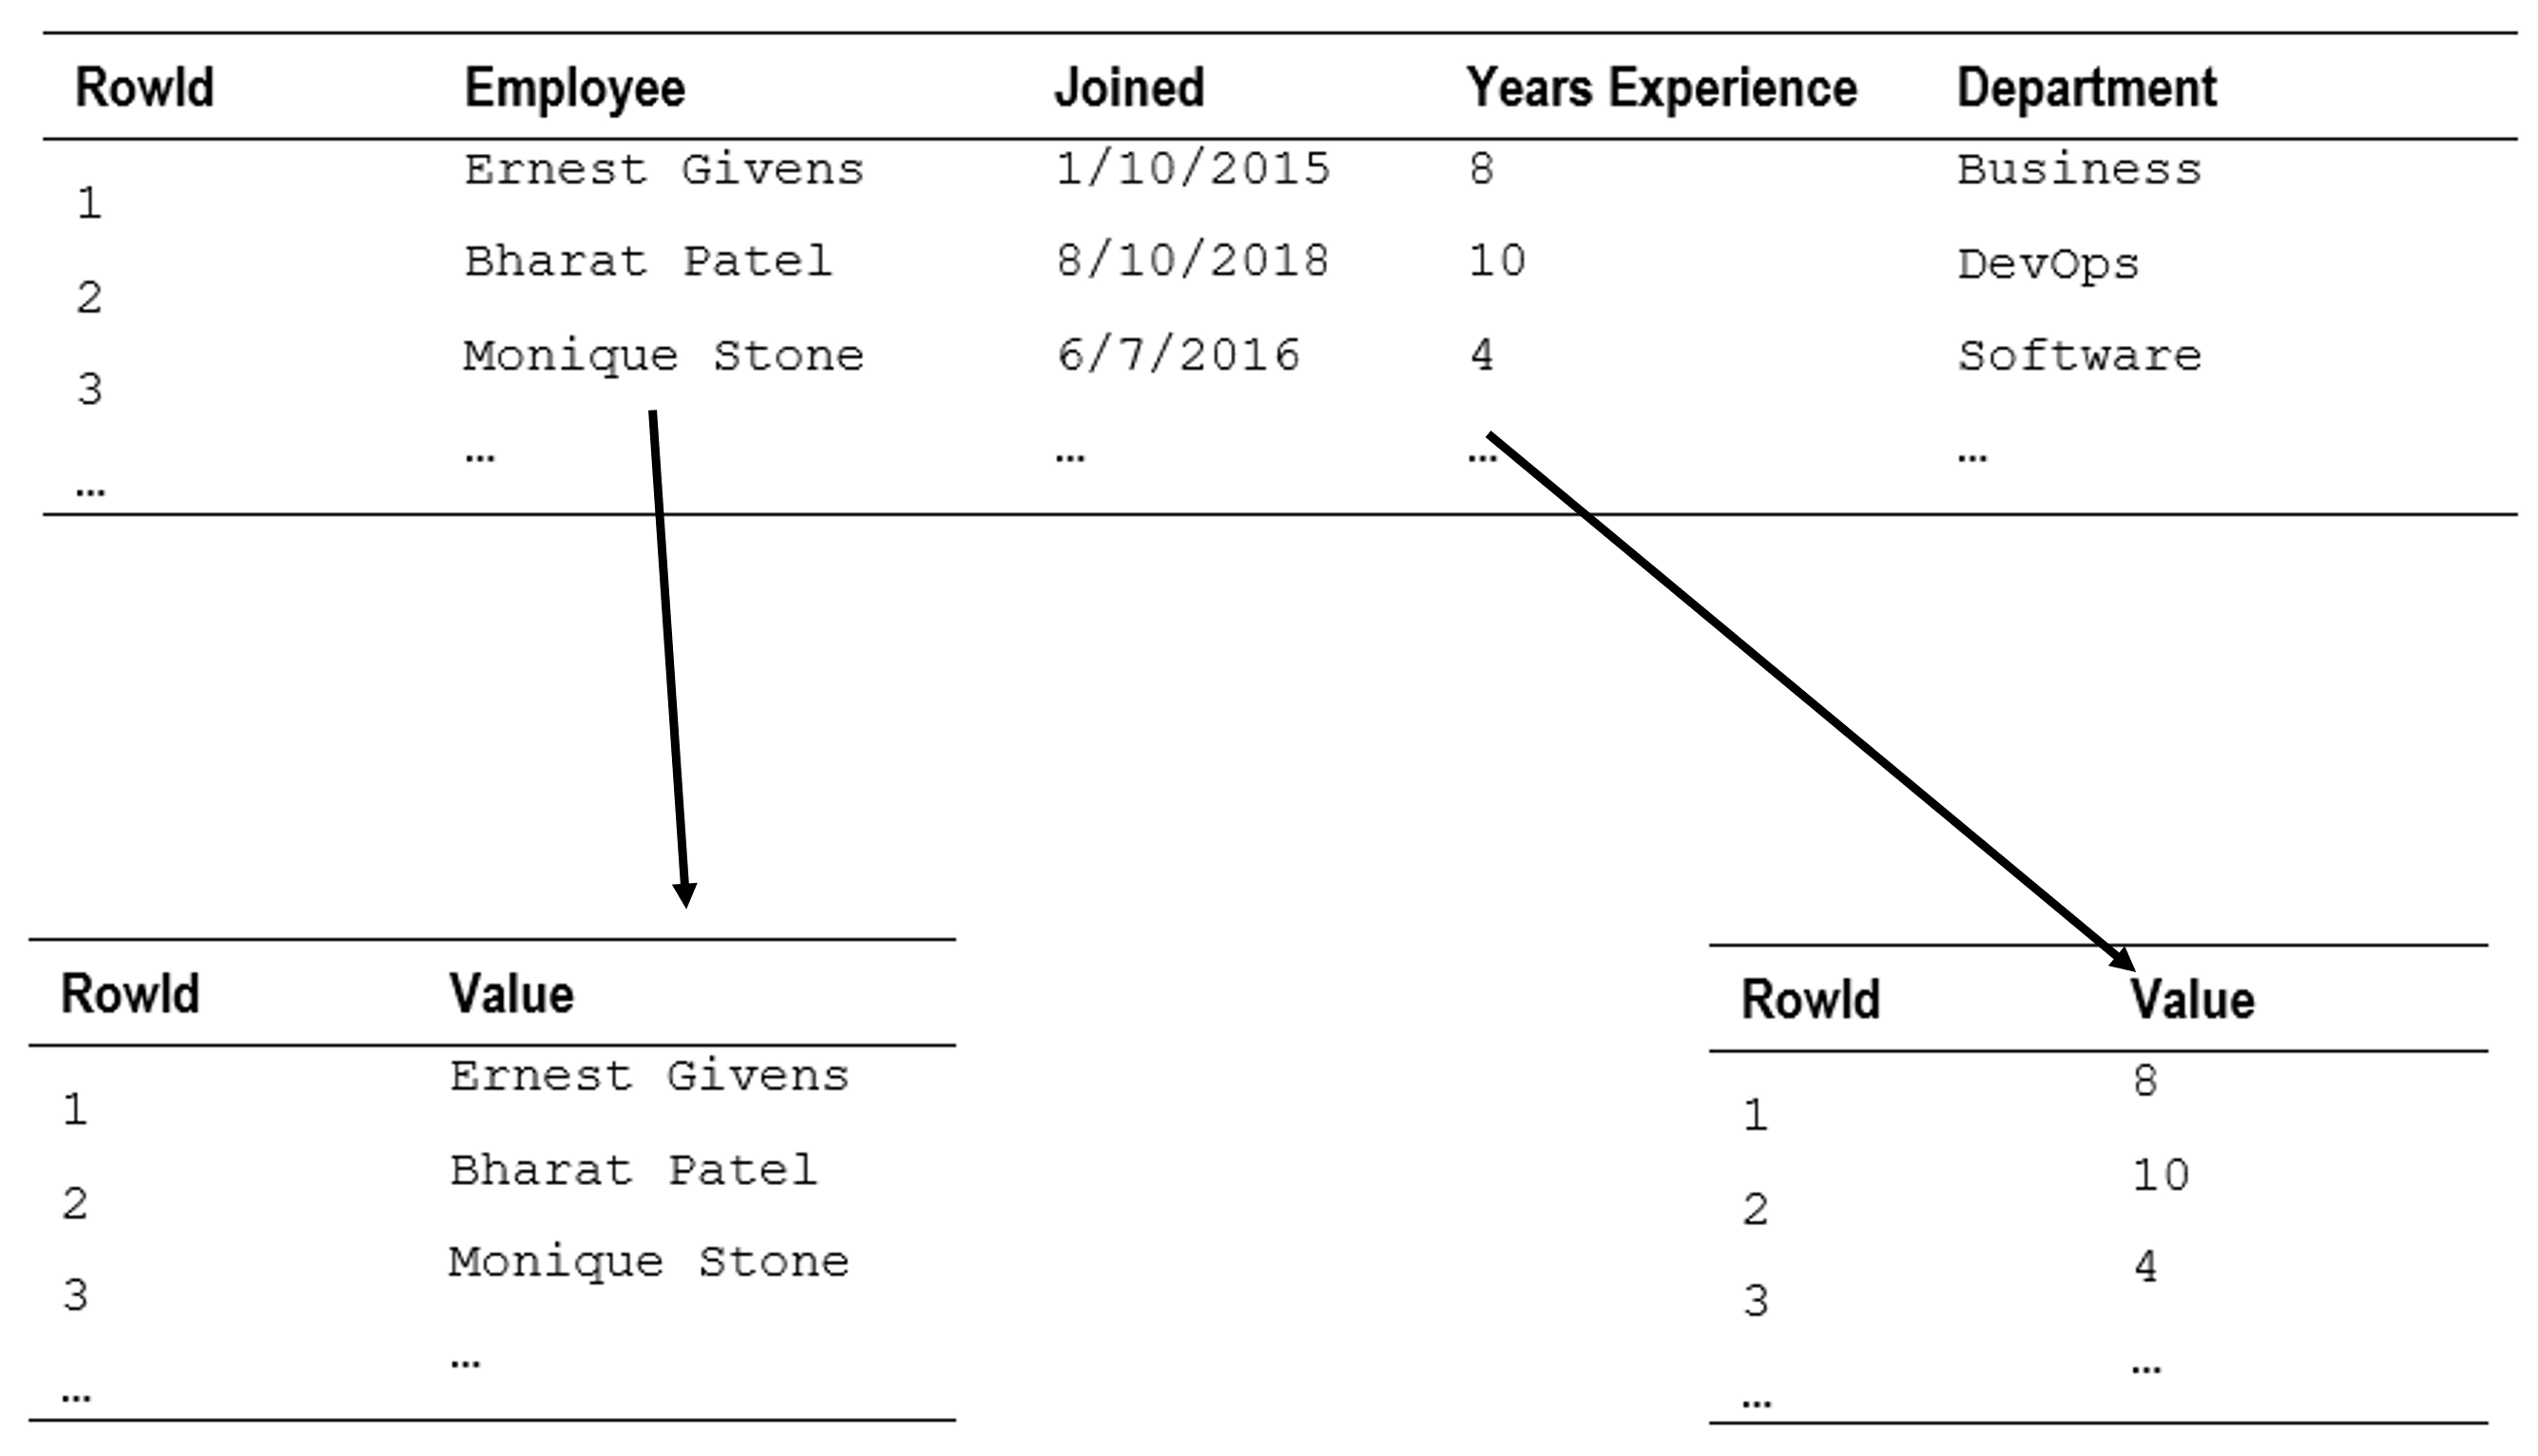 RowId Employee Joined Years Experience Department
1 Ernest Givens 1/10/2015 8 Business
2 Bharat Patel 8/10/2018 10 DevOps
3 Monique Stone 6/7/2016 4 Software
… … … … …
RowId Value
1 Ernest Givens
2 Bharat Patel
3 Monique Stone
… …
RowId Value
1 8
2 10
3 4
… …